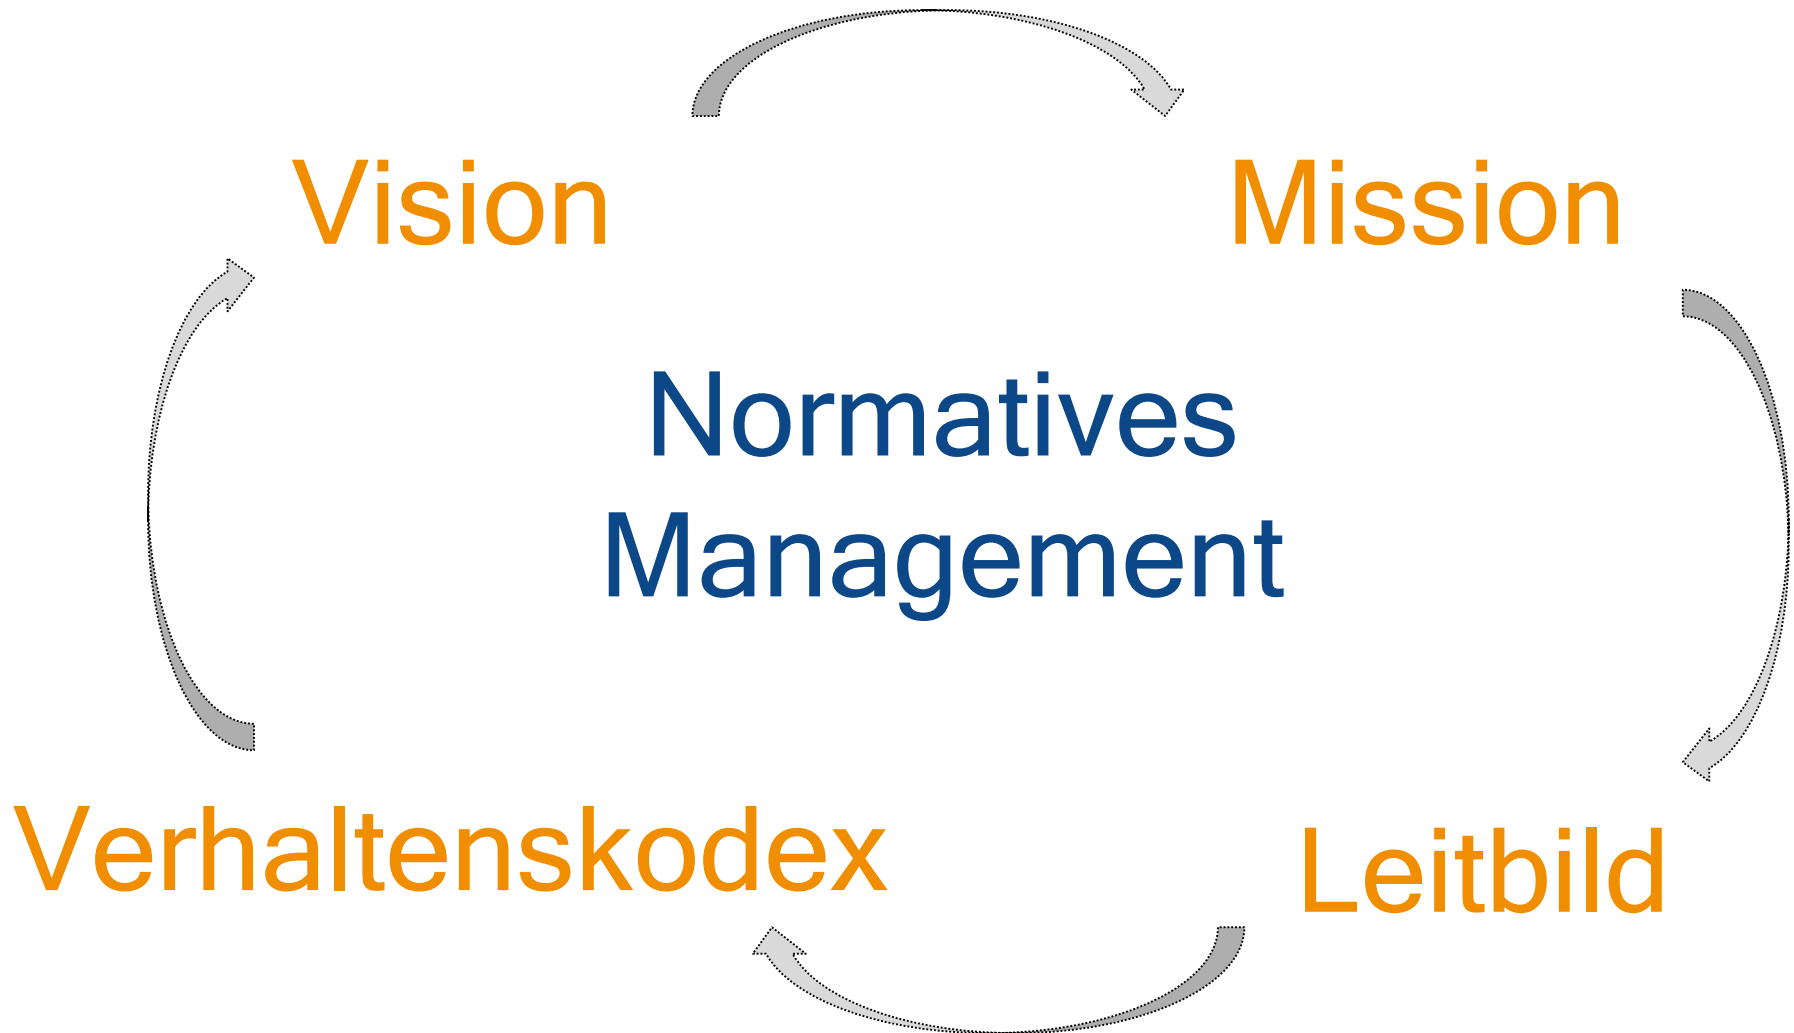 Vision
Mission
Normatives
Management
Verhaltenskodex
Leitbild